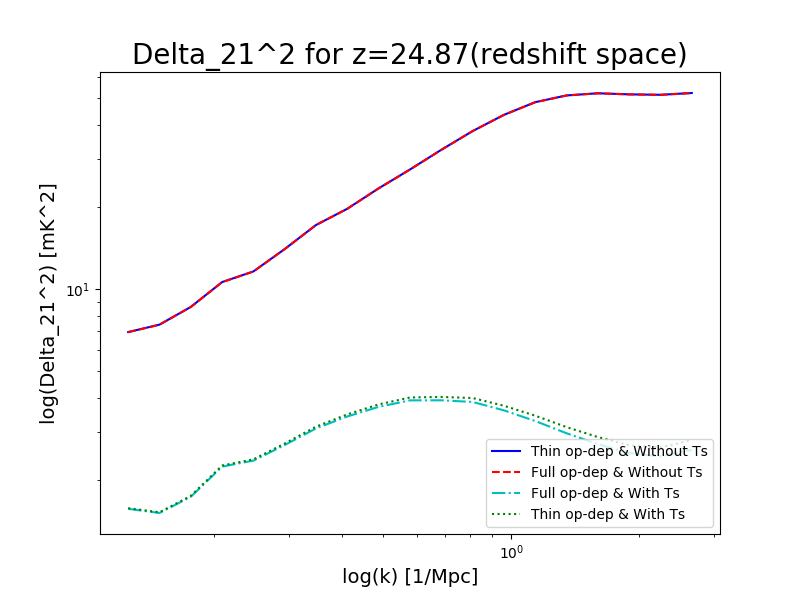 Delta_21^2 for z=24.87(redshift space)
log(Delta_21^2) [mK^2]
10^1
Thin op-dep & Without Ts
Full op-dep & Without Ts
Full op-dep & With Ts
Thin op-dep & With Ts
10^0
log(k) [1/Mpc]